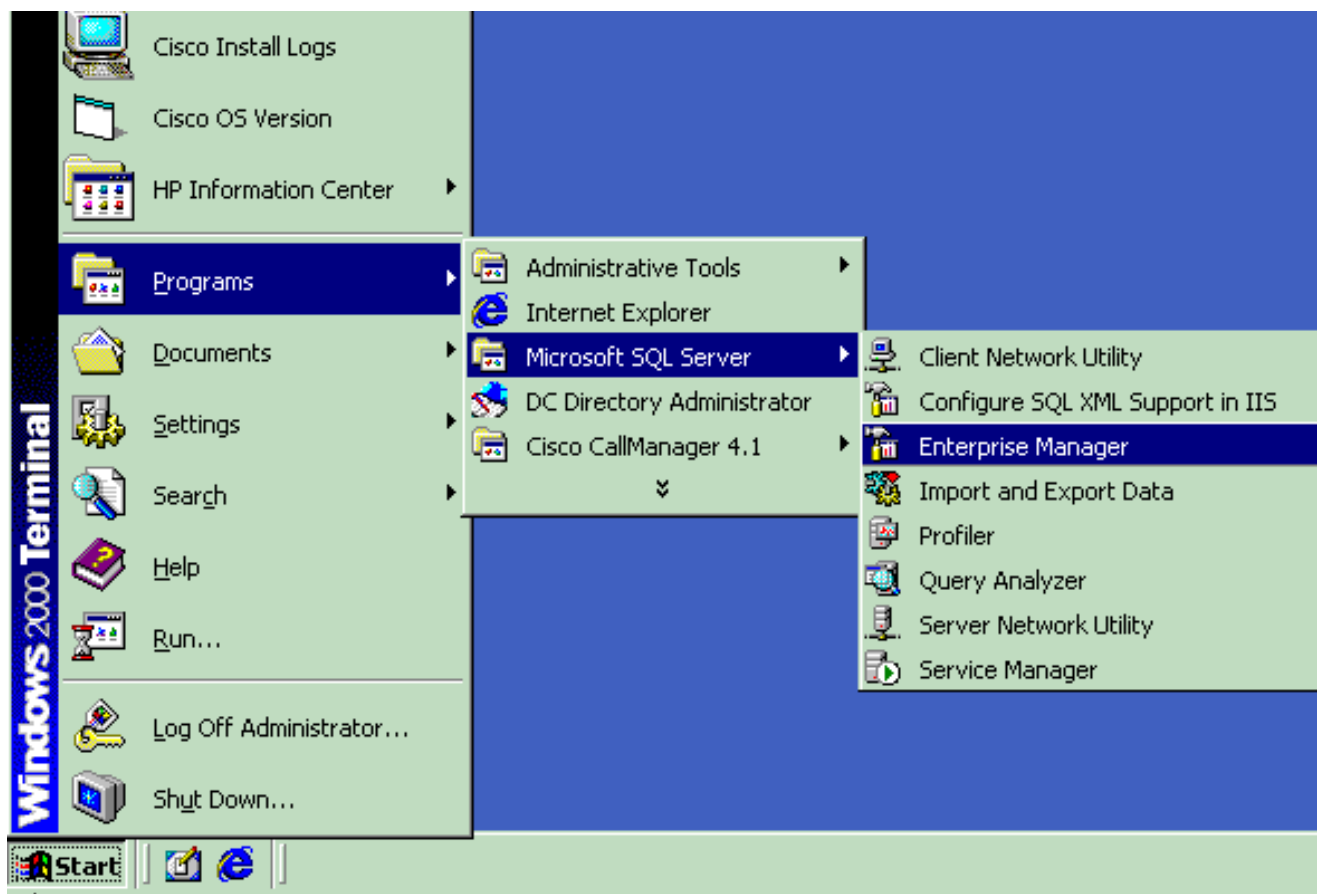 Cisco Install Logs
Cisco OS Version
HP Information Center
Programs
Documents
Settings
Search
Help
Run...
Log Off Administrator...
Shut Down...
Windows 2000 Terminal
Administrative Tools
Internet Explorer
Microsoft SQL Server
DC Directory Administrator
Cisco CallManager 4.1
Client Network Utility
Configure SQL XML Support in IIS
Enterprise Manager
Import and Export Data
Profiler
Query Analyzer
Server Network Utility
Service Manager
Start